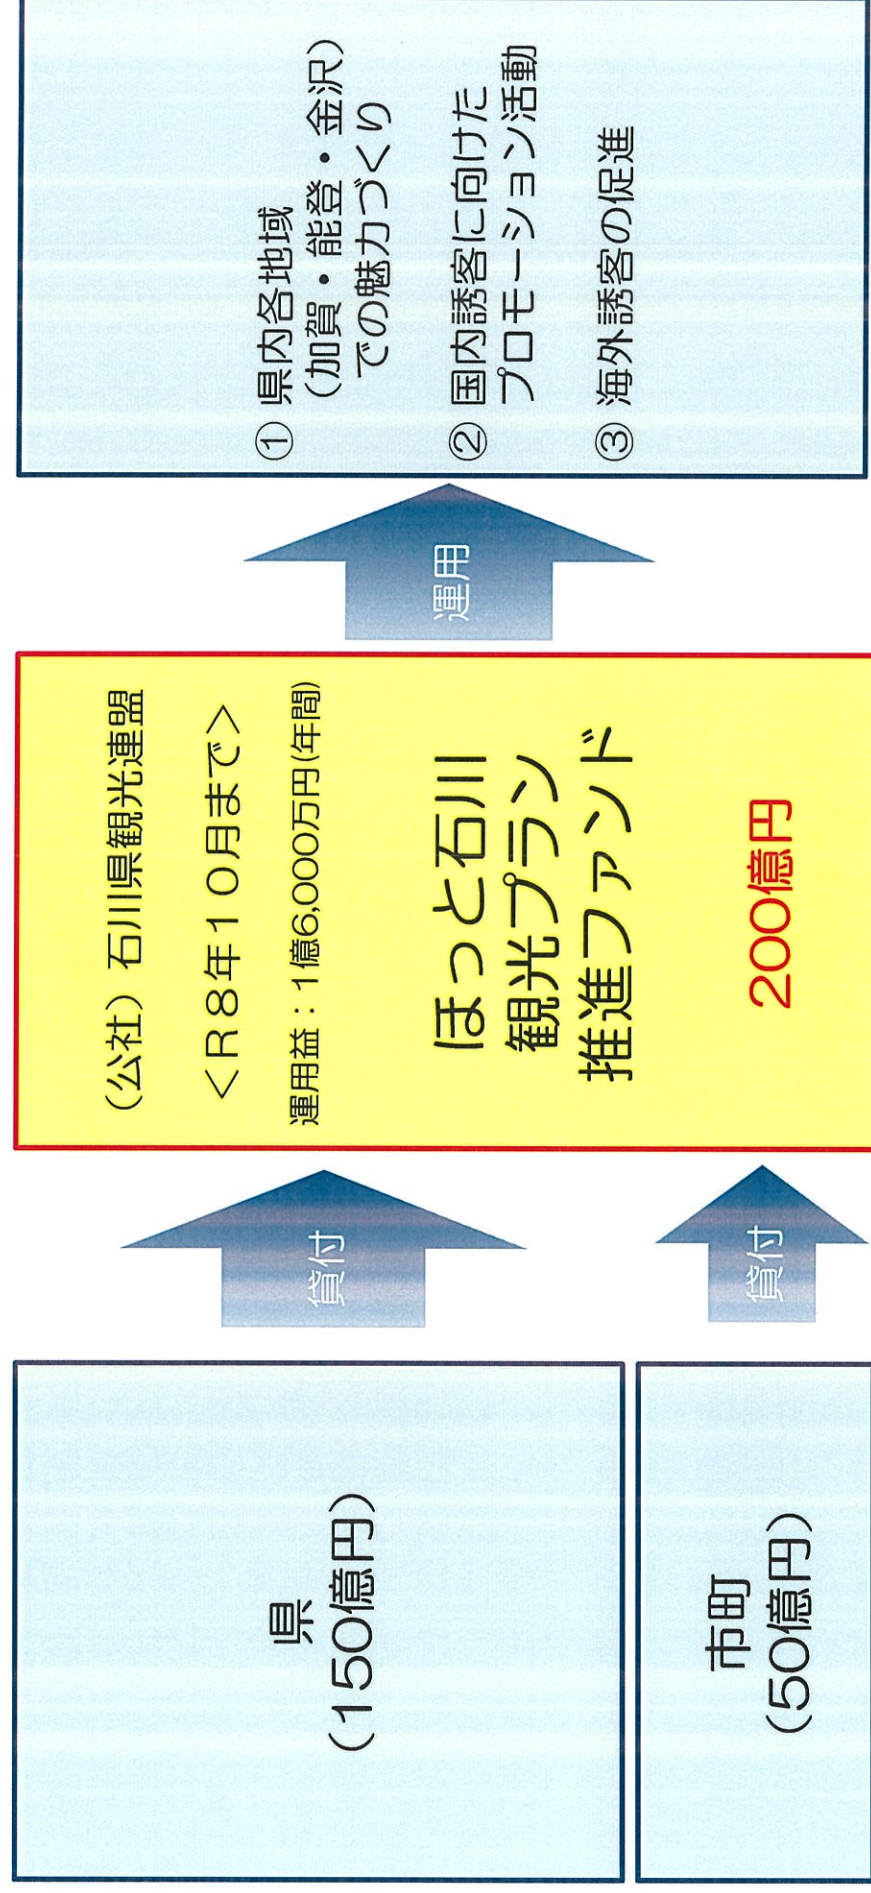 県
（150億円）
市町
（50億円）
貸付
貸付
（公社）石川県観光連盟
＜R８年１０月まで＞
運用益：１億6,000万円(年間)
ほっと石川
観光プラン
推進ファンド
200億円
運用
① 県内各地域
（加賀・能登・金沢）
での魅力づくり
② 国内誘客に向けた
プロモーション活動
③ 海外誘客の促進